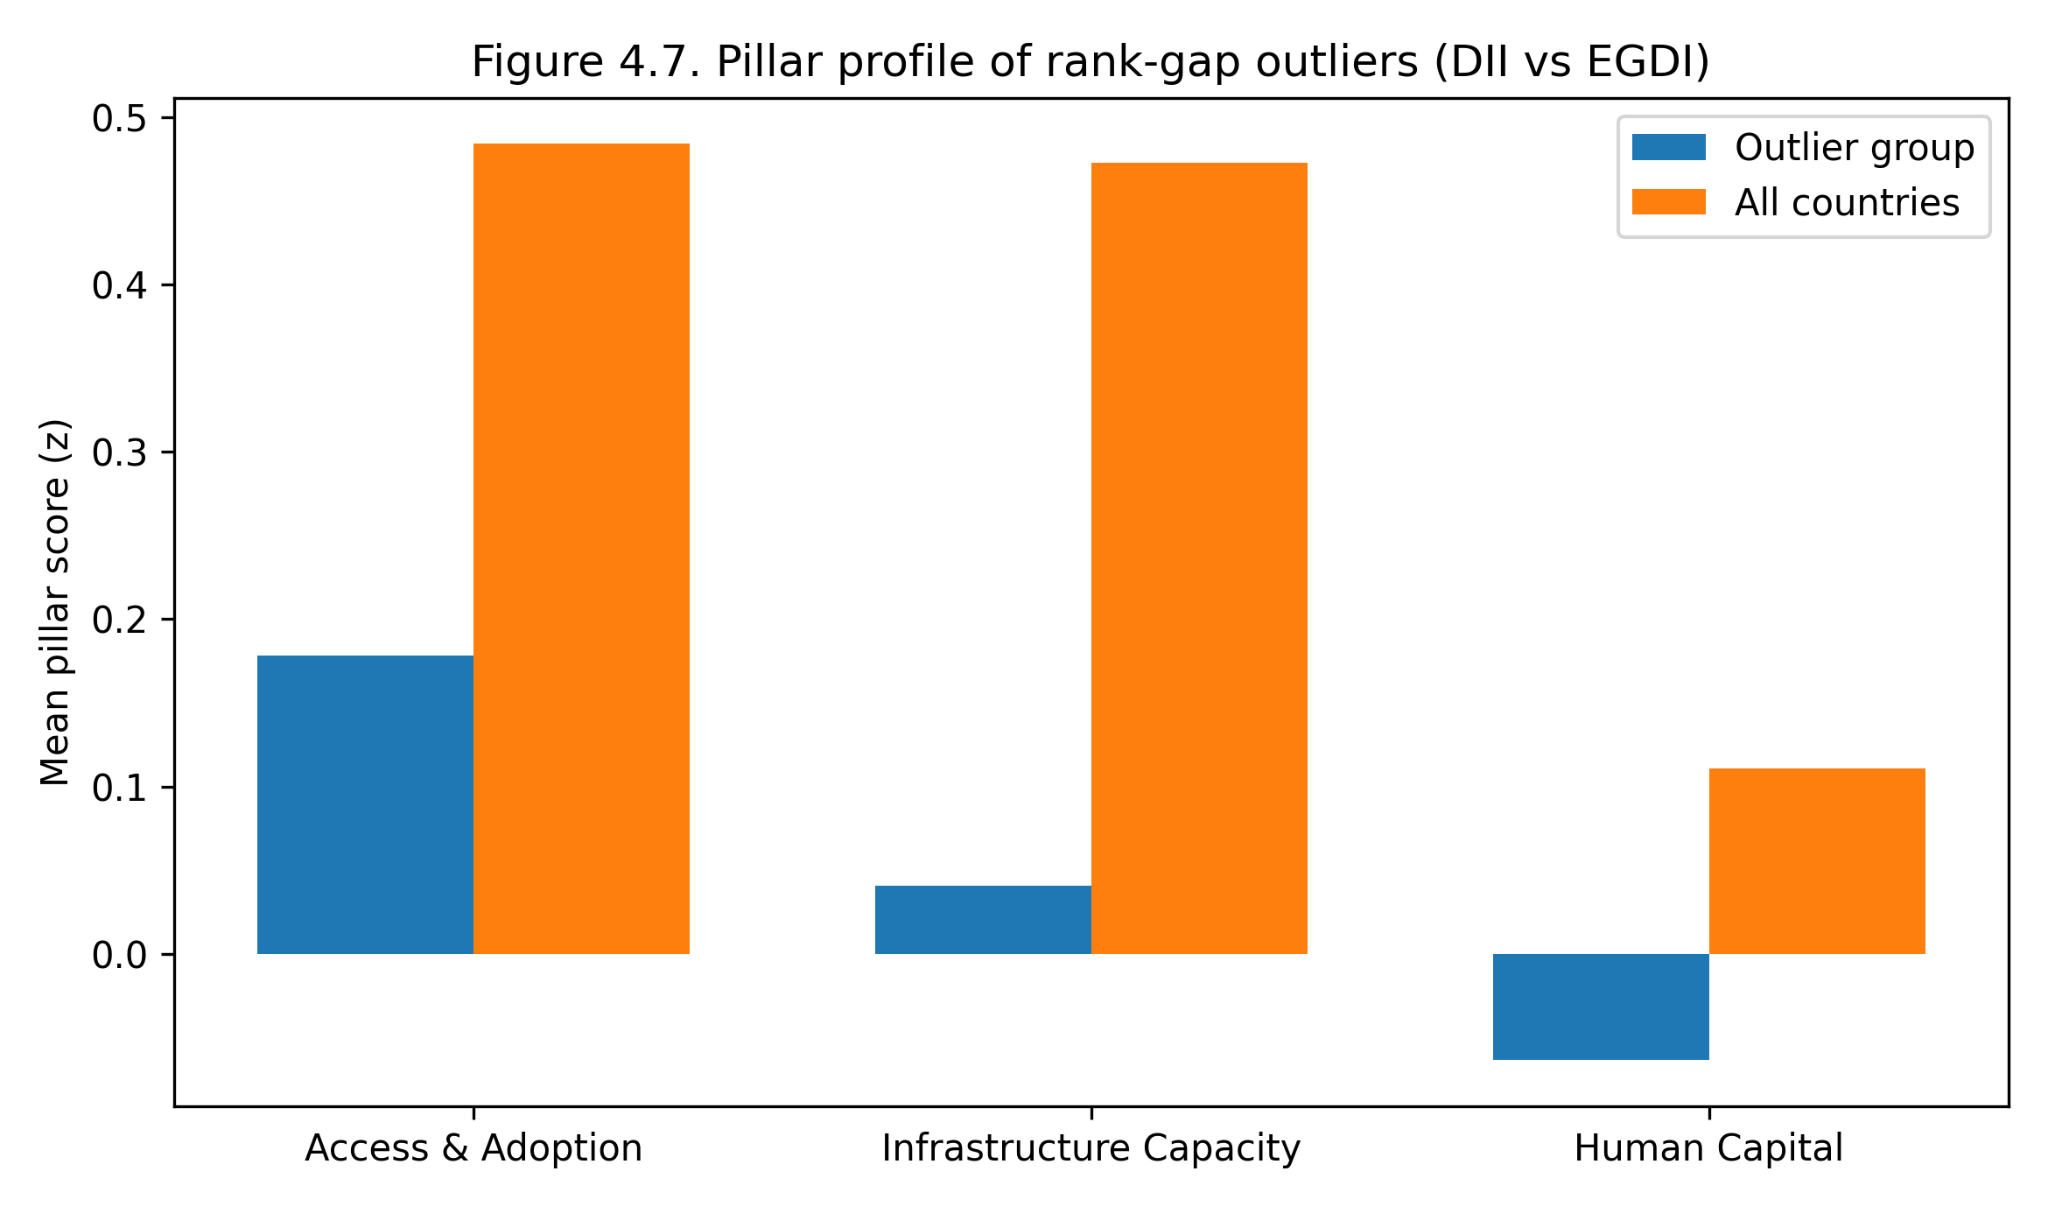 Figure 4.7. Pillar profile of rank-gap outliers (DII vs EGDI)
Outlier group
All countries
Mean pillar score (z)
0.5
0.4
0.3
0.2
0.1
0.0
Access & Adoption
Infrastructure Capacity
Human Capital